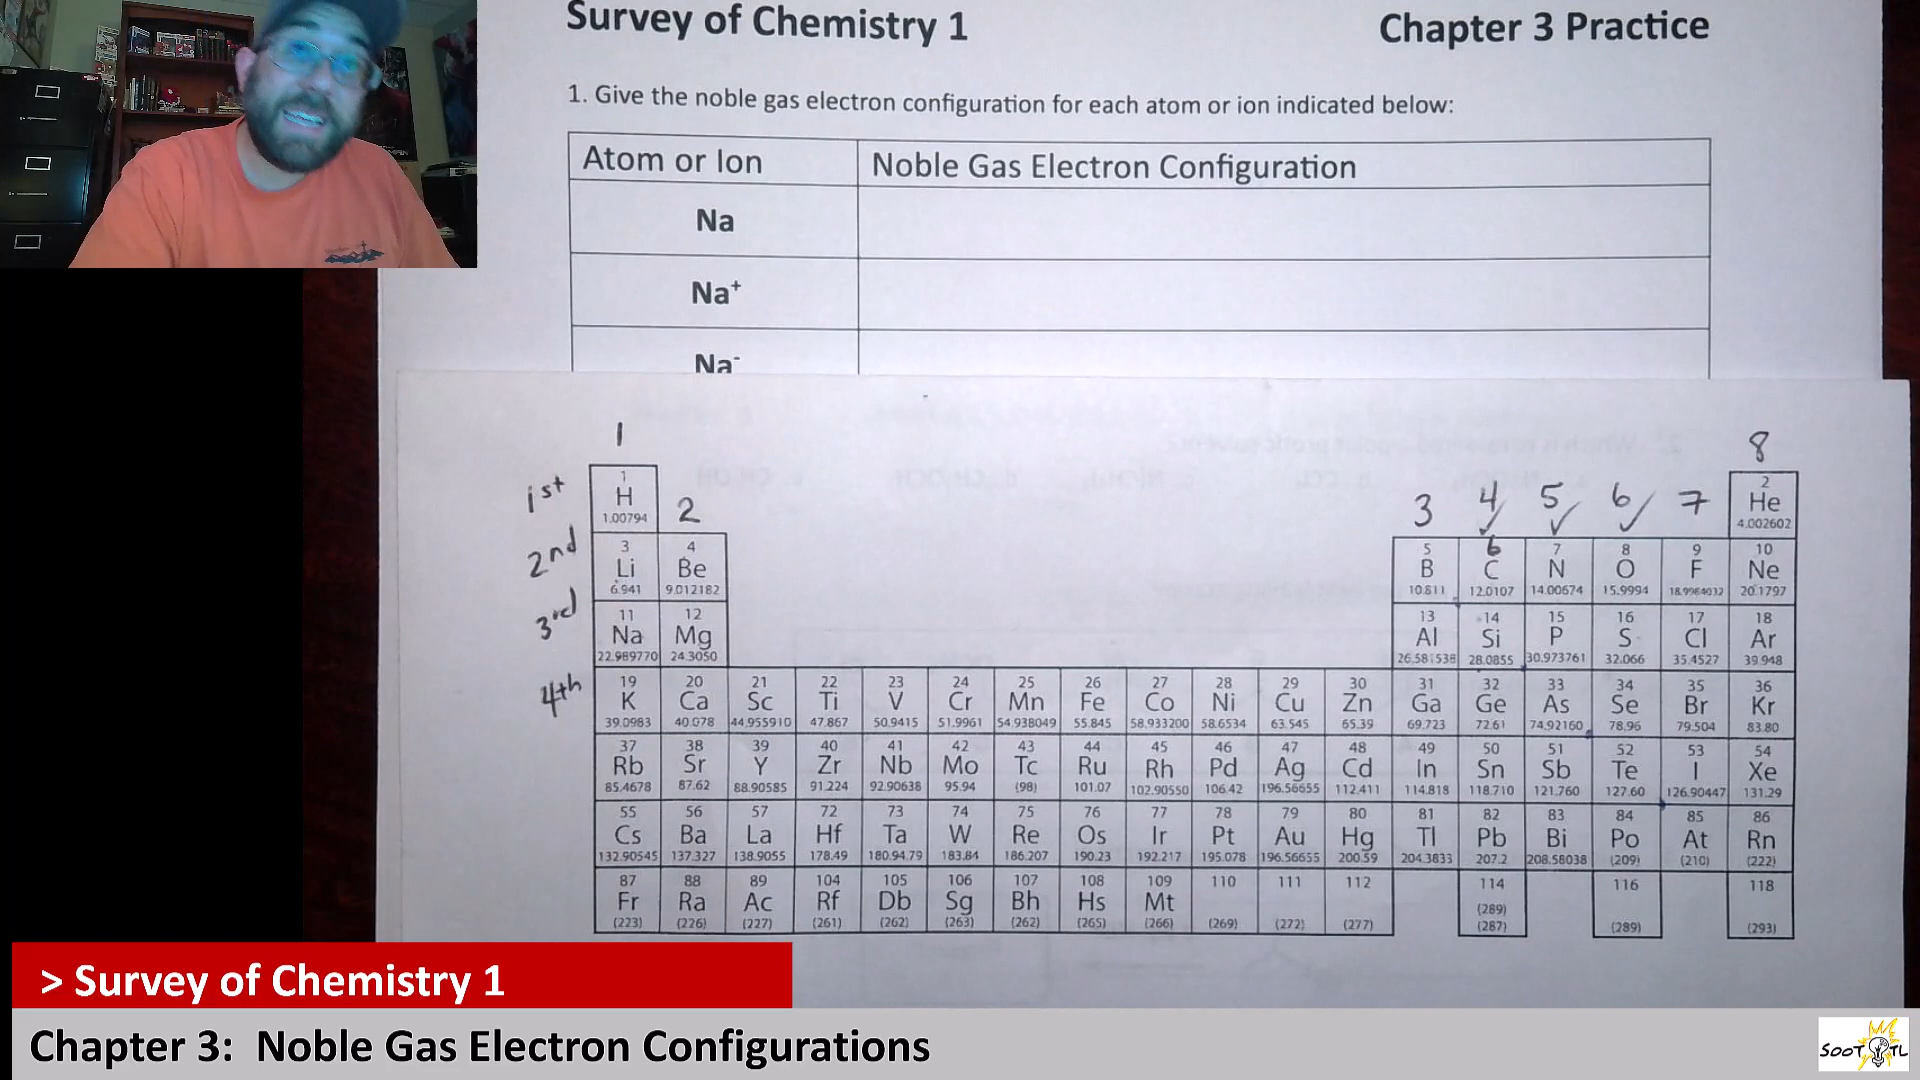 Survey of Chemistry 1 Chapter 3 Practice
1. Give the noble gas electron configuration for each atom or ion indicated below:
Atom or Ion Noble Gas Electron Configuration
Na
Na⁺
Na⁻
1 8
1st 1 2
H 2 3 4 5 6 7 He
1.00794 4.002602
2nd 3 4 5 6 7 8 9 10
Li Be B C N O F Ne
6.941 9.012182 10.811 12.0107 14.00674 15.9994 18.9984032 20.1797
3rd 11 12 13 14 15 16 17 18
Na Mg Al Si P S Cl Ar
22.989770 24.3050 26.581538 28.0855 30.973761 32.066 35.4527 39.948
4th 19 20 21 22 23 24 25 26 27 28 29 30 31 32 33 34 35 36
K Ca Sc Ti V Cr Mn Fe Co Ni Cu Zn Ga Ge As Se Br Kr
39.0983 40.078 44.955910 47.867 50.9415 51.9961 54.938049 55.845 58.933200 58.6534 63.545 65.39 69.723 72.61 74.92160 78.96 79.504 83.80
37 38 39 40 41 42 43 44 45 46 47 48 49 50 51 52 53 54
Rb Sr Y Zr Nb Mo Tc Ru Rh Pd Ag Cd In Sn Sb Te I Xe
85.4678 87.62 88.90585 91.224 92.90638 95.94 (98) 101.07 102.90550 106.42 196.56655 112.411 114.818 118.710 121.760 127.60 126.90447 131.29
55 56 57 72 73 74 75 76 77 78 79 80 81 82 83 84 85 86
Cs Ba La Hf Ta W Re Os Ir Pt Au Hg Tl Pb Bi Po At Rn
132.90545 137.327 138.9055 178.49 180.94.79 183.84 186.207 190.23 192.217 195.078 196.56655 200.59 204.3833 207.2 208.58038 (209) (210) (222)
87 88 89 104 105 106 107 108 109 110 111 112 114 116 118
Fr Ra Ac Rf Db Sg Bh Hs Mt
(223) (226) (227) (261) (262) (263) (262) (265) (266) (269) (272) (277) (289) (289) (293)
(287)
> Survey of Chemistry 1
Chapter 3: Noble Gas Electron Configurations
SOOTOTL